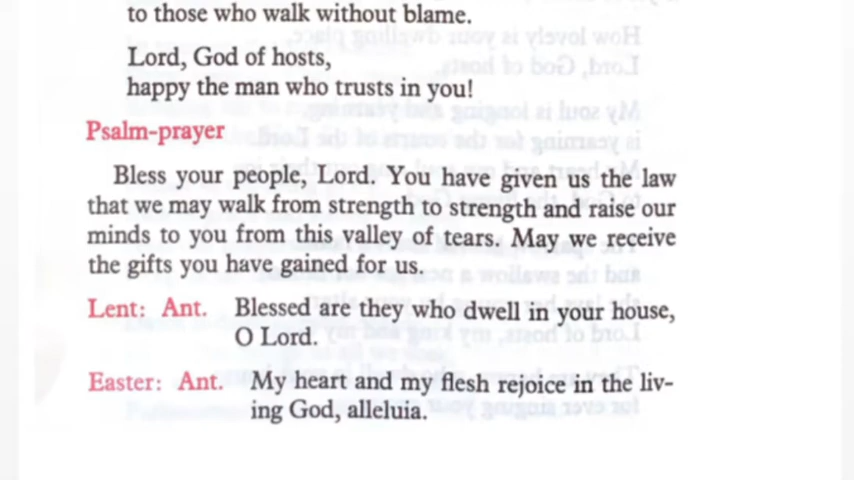 to those who walk without blame.
Lord, God of hosts,
happy the man who trusts in you!
Psalm-prayer
Bless your people, Lord. You have given us the law
that we may walk from strength to strength and raise our
minds to you from this valley of tears. May we receive
the gifts you have gained for us.
Lent: Ant. Blessed are they who dwell in your house,
O Lord.
Easter: Ant. My heart and my flesh rejoice in the liv-
ing God, alleluia.